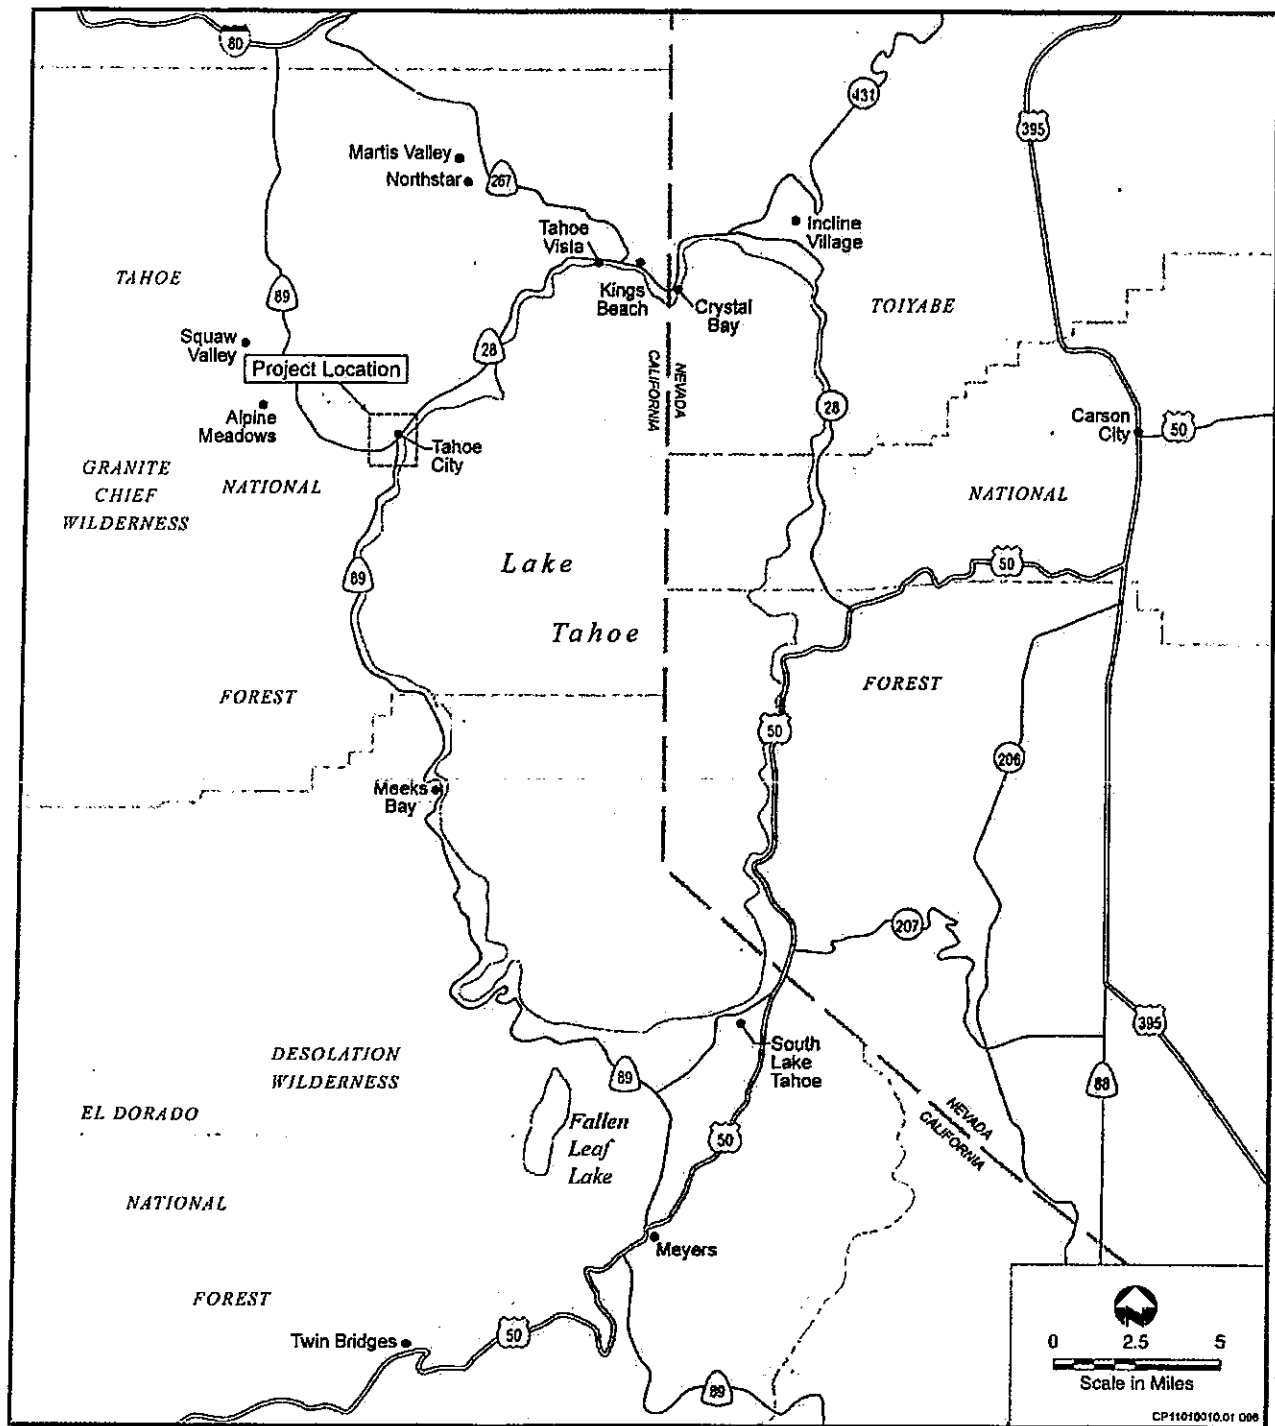 80
431
395
Martis Valley
Northstar
267
Tahoe
Vista
Incline
Village
TAHOE
89
Kings
Beach
Crystal
Bay
TOIYABE
Squaw
Valley
28
Project Location
NEVADA
CALIFORNIA
28
Alpine
Meadows
Carson
City
50
Tahoe
City
GRANITE
CHIEF
WILDERNESS
NATIONAL
NATIONAL
Lake
50
89
Tahoe
FOREST
FOREST
50
206
Meeks
Bay
207
395
DESOLATION
WILDERNESS
South
Lake
Tahoe
89
88
EL DORADO
Fallen
Leaf
Lake
50
NEVADA
CALIFORNIA
NATIONAL
Meyers
FOREST
N
Twin Bridges
50
0 2.5 5
Scale in Miles
89
CP11010010.01 006